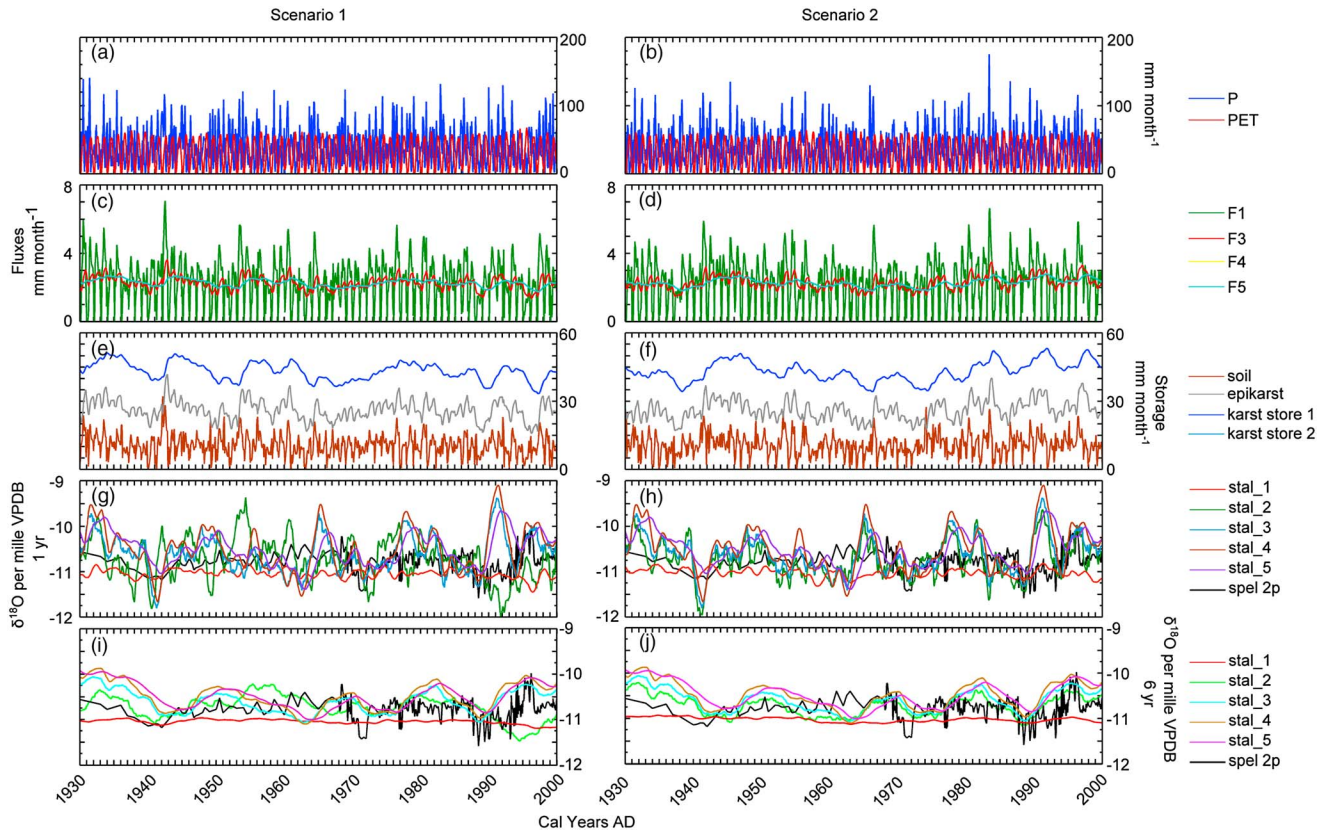 Scenario 1
Scenario 2
(a)
200
100
0
(b)
200
100
0
mm month-1
P
PET
Fluxes
mm month⁻¹
8
4
0
(c)
8
4
0
(d)
F1
F3
F4
F5
(e)
60
30
0
(f)
60
30
0
Storage
mm month⁻¹
soil
epikarst
karst store 1
karst store 2
δ¹⁸O per mille VPDB
1 yr
-9
-10
-11
-12
(g)
-9
-10
-11
-12
(h)
stal_1
stal_2
stal_3
stal_4
stal_5
spel 2p
(i)
-9
-10
-11
-12
(j)
-9
-10
-11
-12
δ¹⁸O per mille VPDB
6 yr
stal_1
stal_2
stal_3
stal_4
stal_5
spel 2p
1930
1940
1950
1960
1970
1980
1990
2000
1930
1940
1950
1960
1970
1980
1990
2000
Cal Years AD